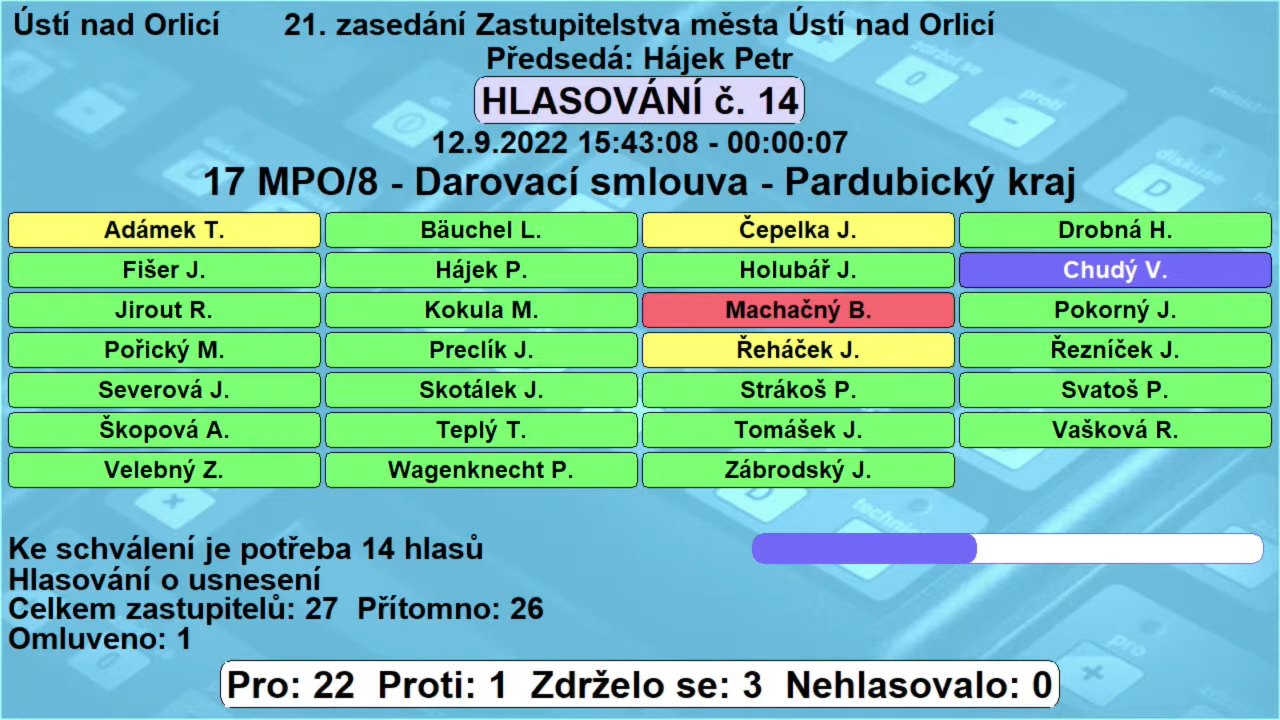 Ústí nad Orlicí 21. zasedání Zastupitelstva města Ústí nad Orlicí
Předsedá: Hájek Petr
HLASOVÁNÍ č. 14
12.9.2022 15:43:08 - 00:00:07
17 MPO/8 - Darovací smlouva - Pardubický kraj
Adámek T. Bäuchel L. Čepelka J. Drobná H.
Fišer J. Hájek P. Holubář J. Chudý V.
Jirout R. Kokula M. Machačný B. Pokorný J.
Pořický M. Preclík J. Řeháček J. Řezníček J.
Severová J. Skotálek J. Strákoš P. Svatoš P.
Škopová A. Teplý T. Tomášek J. Vašková R.
Velebný Z. Wagenknecht P. Zábrodský J.
Ke schválení je potřeba 14 hlasů
Hlasování o usnesení
Celkem zastupitelů: 27 Přítomno: 26
Omluveno: 1
Pro: 22 Proti: 1 Zdrželo se: 3 Nehlasovalo: 0